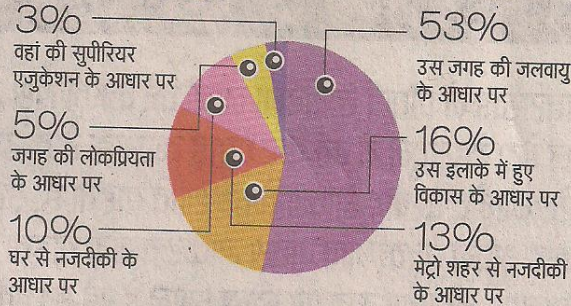 3%
वहां की सुपीरियर
एजुकेशन के आधार पर
5%
जगह की लोकप्रियता
के आधार पर
10%
घर से नजदीकी के
आधार पर
53%
उस जगह की जलवायु
के आधार पर
16%
उस इलाके में हुए
विकास के आधार पर
13%
मेट्रो शहर से नजदीकी
के आधार पर